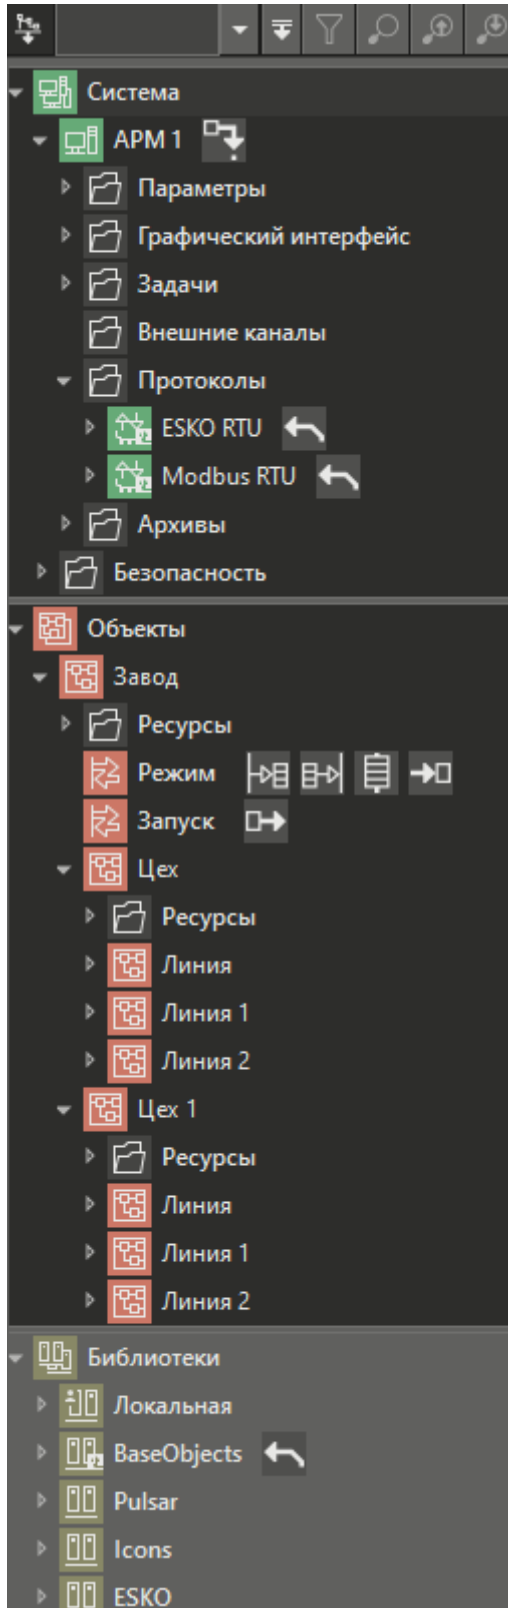 Система
АРМ 1
Параметры
Графический интерфейс
Задачи
Внешние каналы
Протоколы
ESKO RTU
Modbus RTU
Архивы
Безопасность
Объекты
Завод
Ресурсы
Режим
Запуск
Цех
Ресурсы
Линия
Линия 1
Линия 2
Цех 1
Ресурсы
Линия
Линия 1
Линия 2
Библиотеки
Локальная
BaseObjects
Pulsar
Icons
ESKO